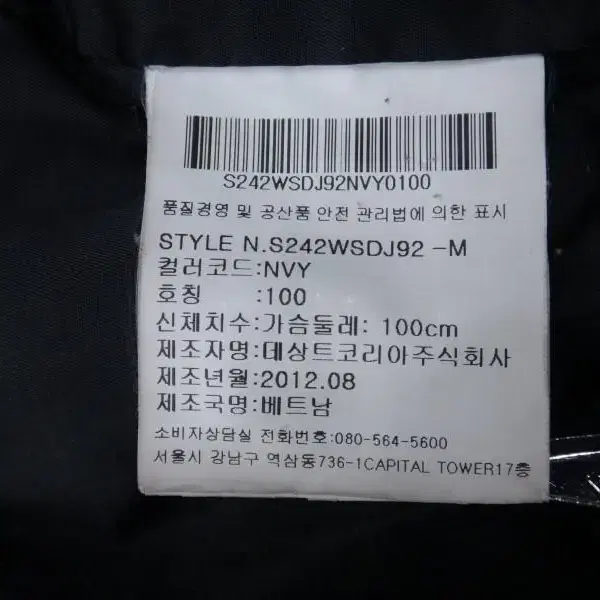 S242WSDJ92NVY0100
품질경영 및 공산품 안전 관리법에 의한 표시
STYLE N.S242WSDJ92 -M
컬러코드:NVY
호칭 :100
신체치수:가슴둘레: 100cm
제조자명:데상트코리아주식회사
제조년월:2012.08
제조국명:베트남
소비자상담실 전화번호:080-564-5600
서울시 강남구 역삼동736-1CAPITAL TOWER17층